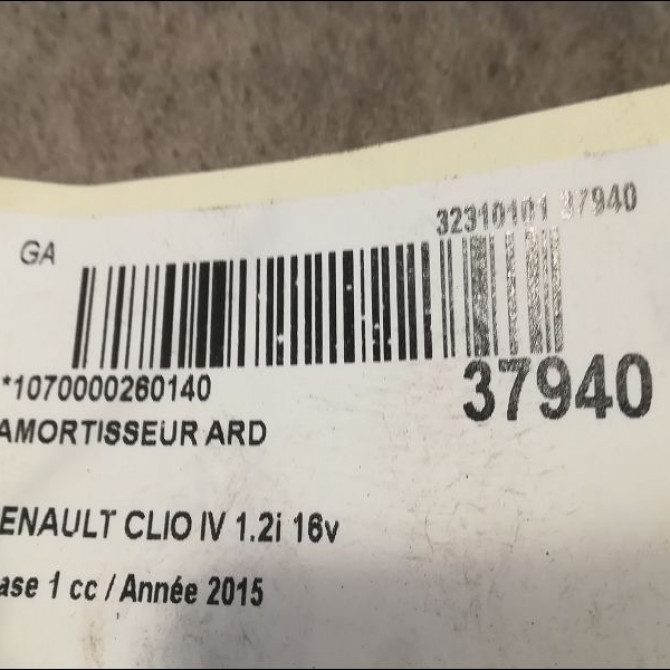 32310101 37940
GA
*1070000260140
37940
AMORTISSEUR ARD
ENAULT CLIO IV 1.2i 16v
ase 1 cc / Année 2015